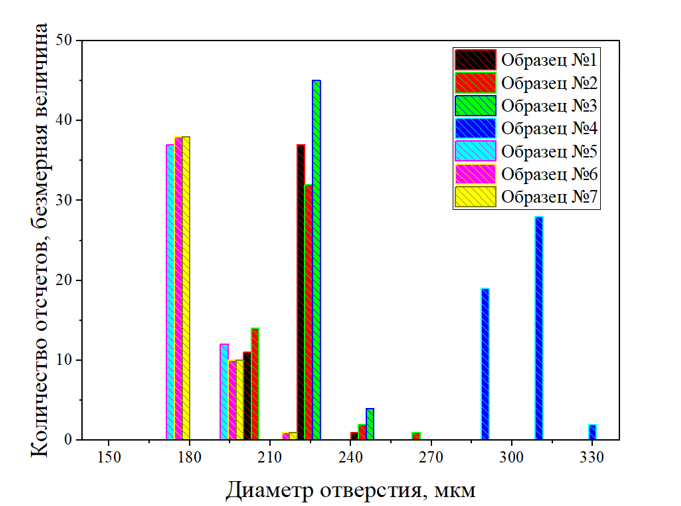 Количество отсчетов, безмерная величина
50
40
30
20
10
0
Образец №1
Образец №2
Образец №3
Образец №4
Образец №5
Образец №6
Образец №7
150 180 210 240 270 300 330
Диаметр отверстия, мкм